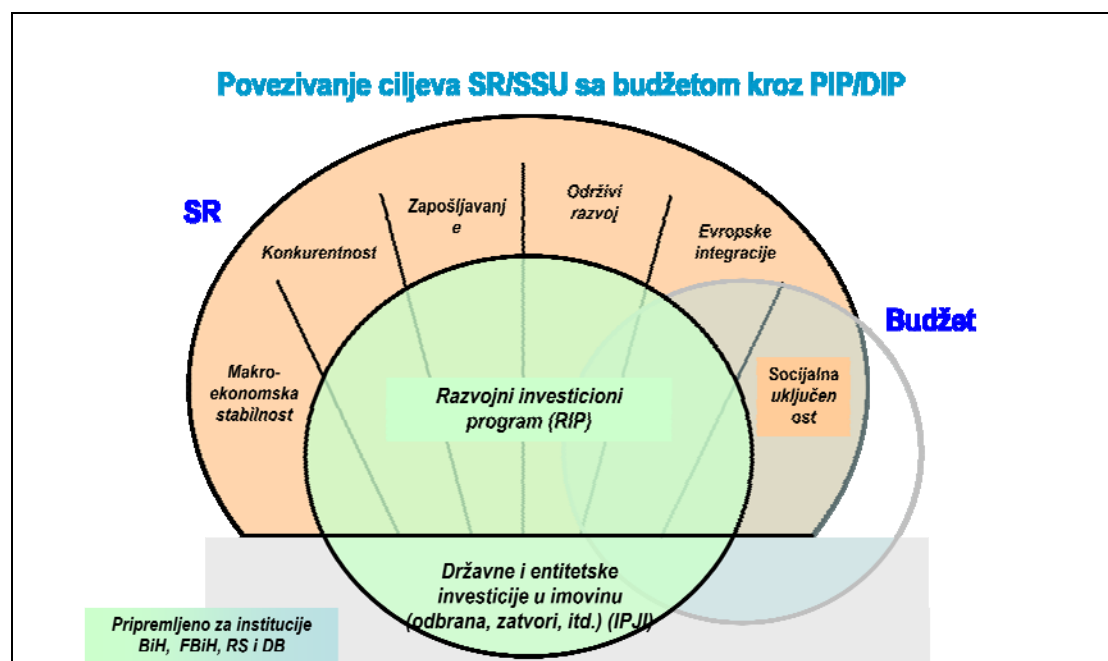 Povezivanje ciljeva SR/SSU sa budžetom kroz PIP/DIP
SR
Zapošljavanj
e
Održivi
razvoj
Konkurentnost
Evropske
integracije
Budžet
Makro-
ekonomska
stabilnost
Razvojni investicioni
program (RIP)
Socijalna
uključen
ost
Državne i entitetske
investicije u imovinu
(odbrana, zatvori, itd.) (IPJI)
Pripremljeno za institucije
BiH, FBiH, RS i DB